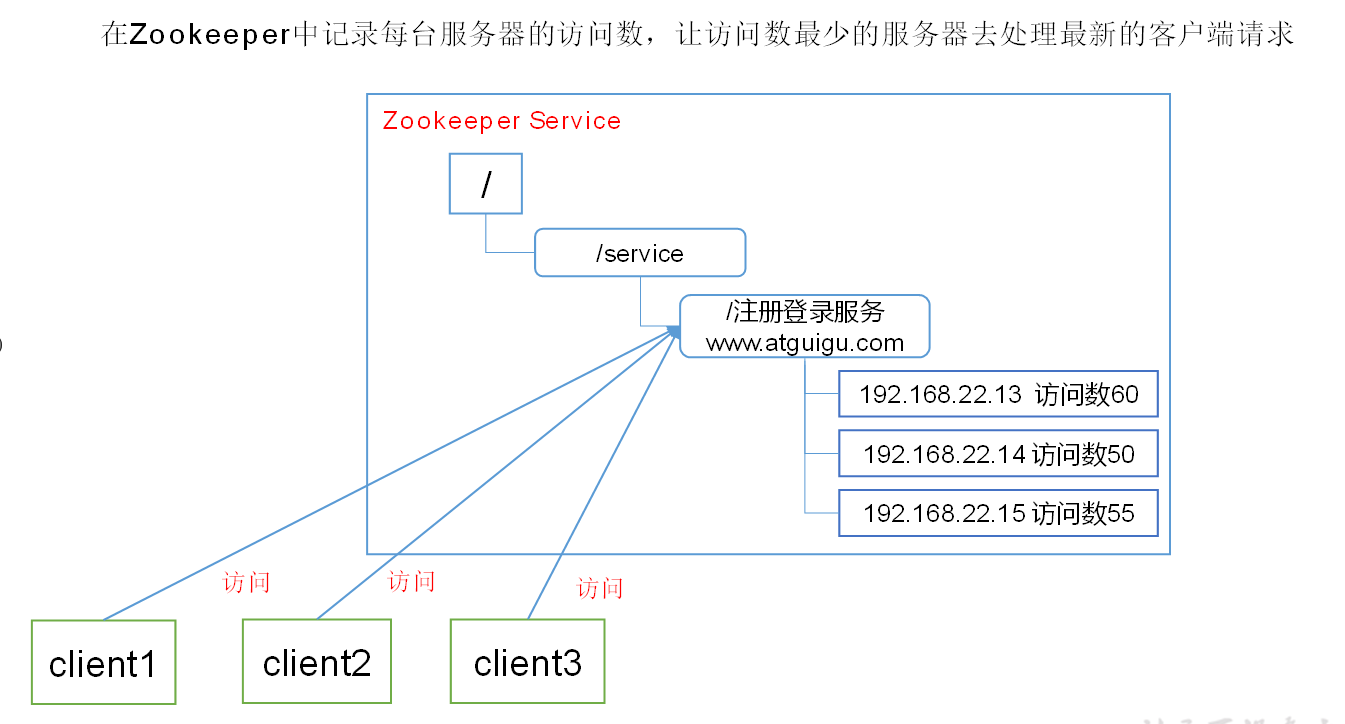 在Zookeeper中记录每台服务器的访问数，让访问数最少的服务器去处理最新的客户端请求
Zookeeper Service
/
/service
/注册登录服务
www.atguigu.com
192.168.22.13 访问数60
192.168.22.14 访问数50
192.168.22.15 访问数55
访问
访问
访问
client1
client2
client3